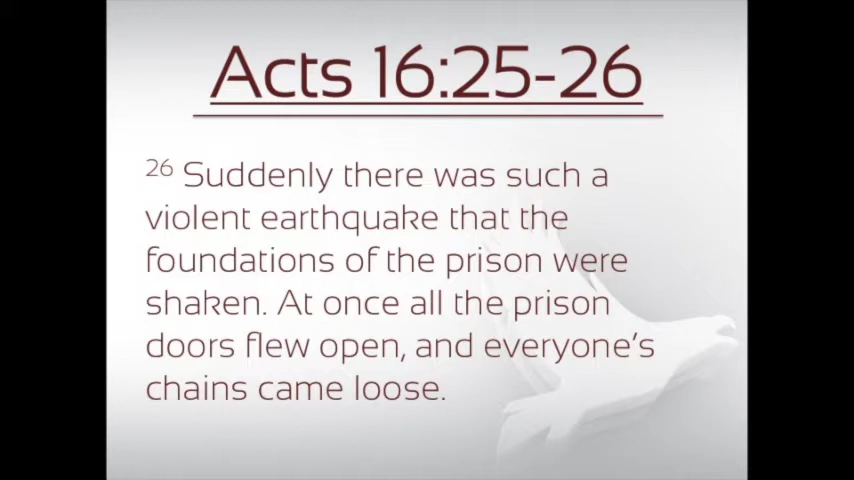 Acts 16:25-26
26 Suddenly there was such a
violent earthquake that the
foundations of the prison were
shaken. At once all the prison
doors flew open, and everyone's
chains came loose.